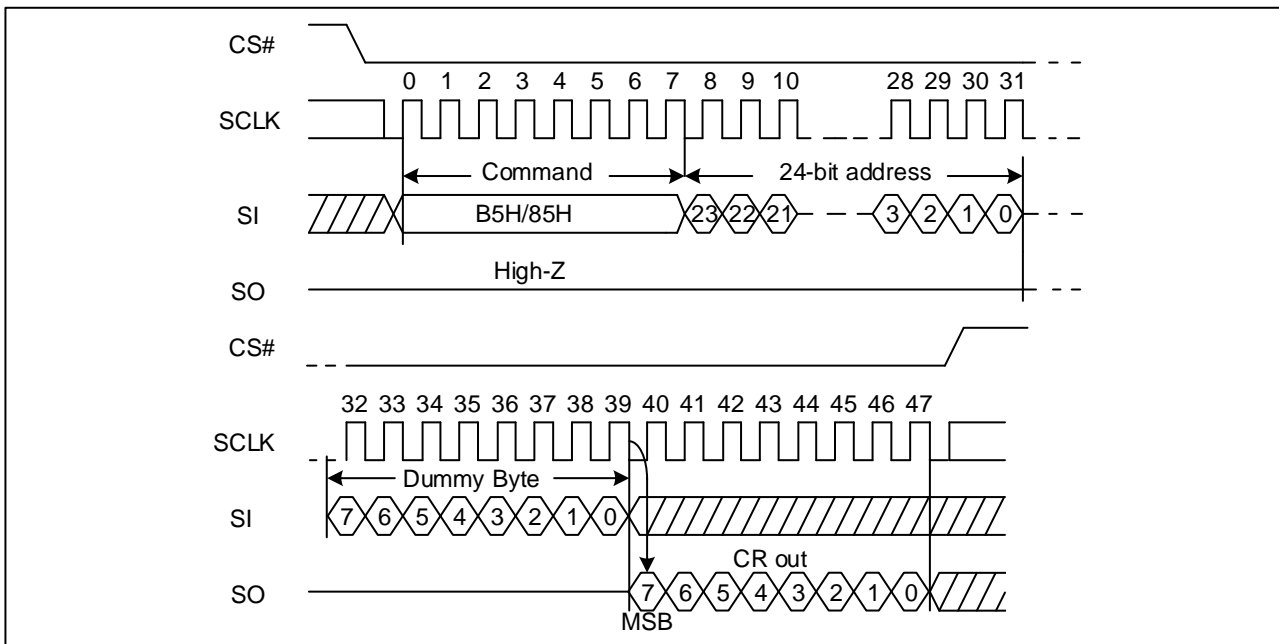 CS#
0 1 2 3 4 5 6 7 8 9 10 28 29 30 31
SCLK
Command 24-bit address
SI B5H/85H 23 22 21 3 2 1 0
High-Z
SO
CS#
32 33 34 35 36 37 38 39 40 41 42 43 44 45 46 47
SCLK
Dummy Byte
SI 7 6 5 4 3 2 1 0
CR out
SO 7 6 5 4 3 2 1 0
MSB